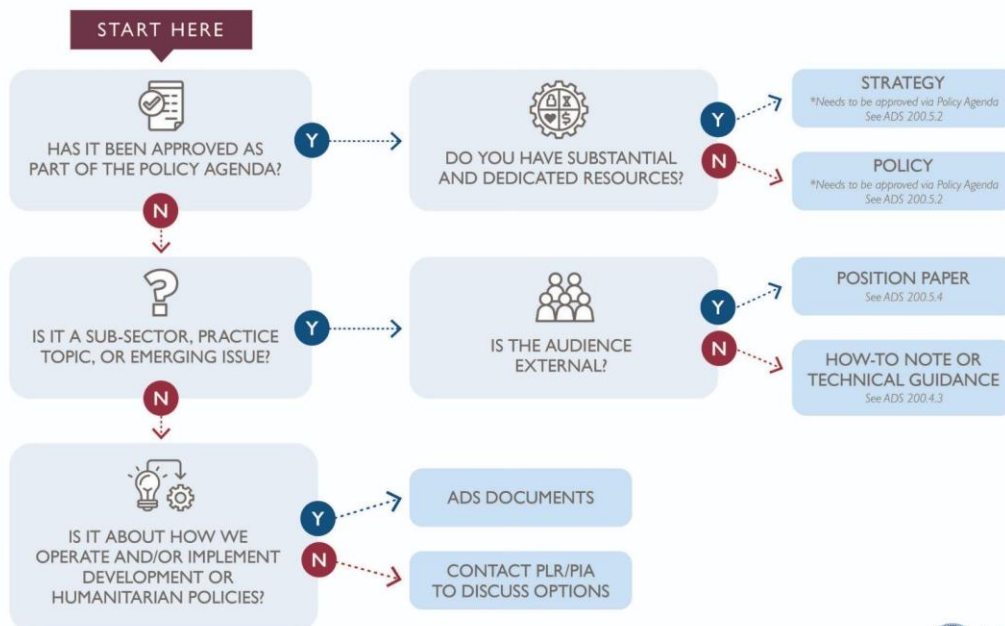 START HERE
HAS IT BEEN APPROVED AS
PART OF THE POLICY AGENDA?
Y
DO YOU HAVE SUBSTANTIAL
AND DEDICATED RESOURCES?
Y
STRATEGY
*Needs to be approved via Policy Agenda
See ADS 200.5.2
N
POLICY
*Needs to be approved via Policy Agenda
See ADS 200.5.2
N
IS IT A SUB-SECTOR, PRACTICE
TOPIC, OR EMERGING ISSUE?
Y
IS THE AUDIENCE
EXTERNAL?
Y
POSITION PAPER
See ADS 200.5.4
N
HOW-TO NOTE OR
TECHNICAL GUIDANCE
See ADS 200.4.3
N
IS IT ABOUT HOW WE
OPERATE AND/OR IMPLEMENT
DEVELOPMENT OR
HUMANITARIAN POLICIES?
Y
ADS DOCUMENTS
N
CONTACT PLR/PIA
TO DISCUSS OPTIONS